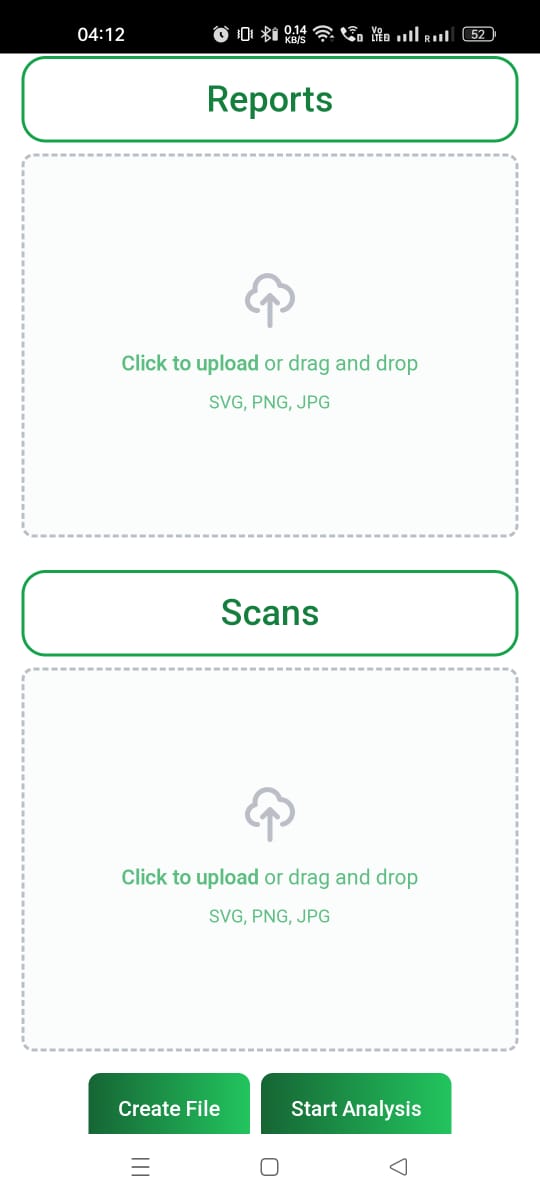 04:12
0.14
KB/S
Vo
LTE2
R
52
Reports
Click to upload or drag and drop
SVG, PNG, JPG
Scans
Click to upload or drag and drop
SVG, PNG, JPG
Create File
Start Analysis